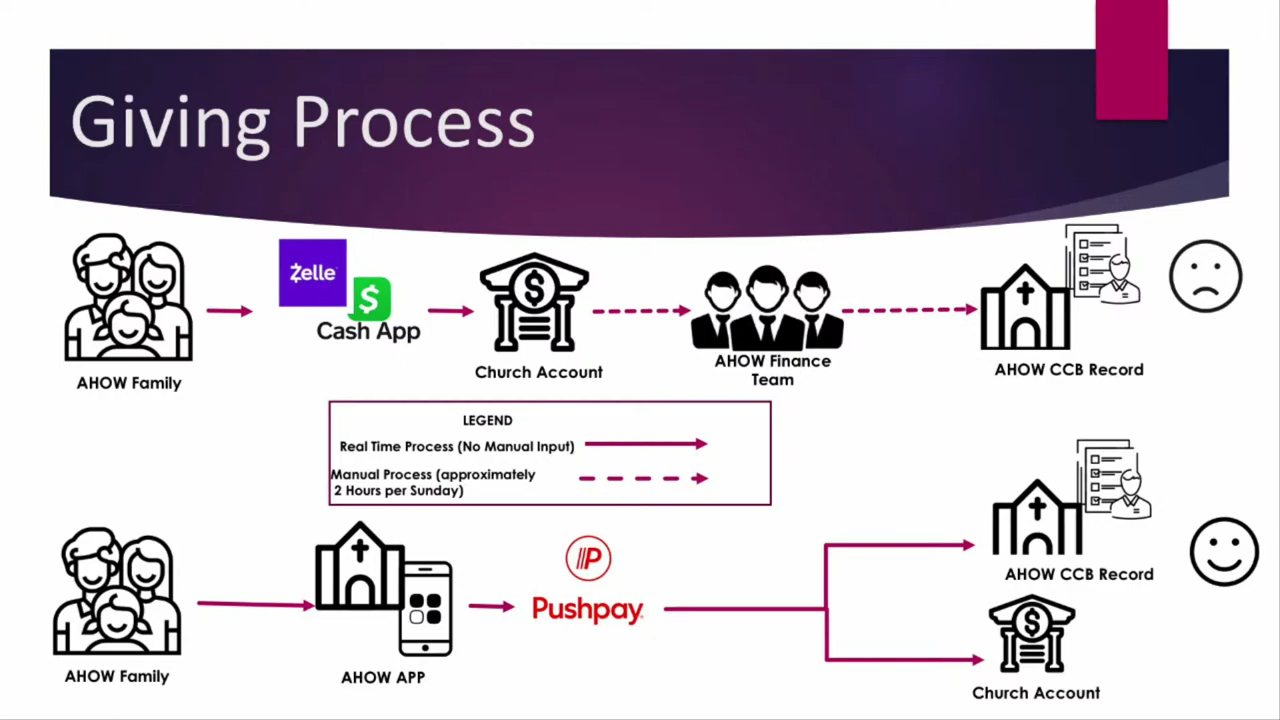 Giving Process
Zelle
Cash App
AHOW Family
Church Account
AHOW Finance
Team
AHOW CCB Record
LEGEND
Real Time Process (No Manual Input)
Manual Process (approximately
2 Hours per Sunday)
AHOW Family
AHOW APP
Pushpay
AHOW CCB Record
Church Account